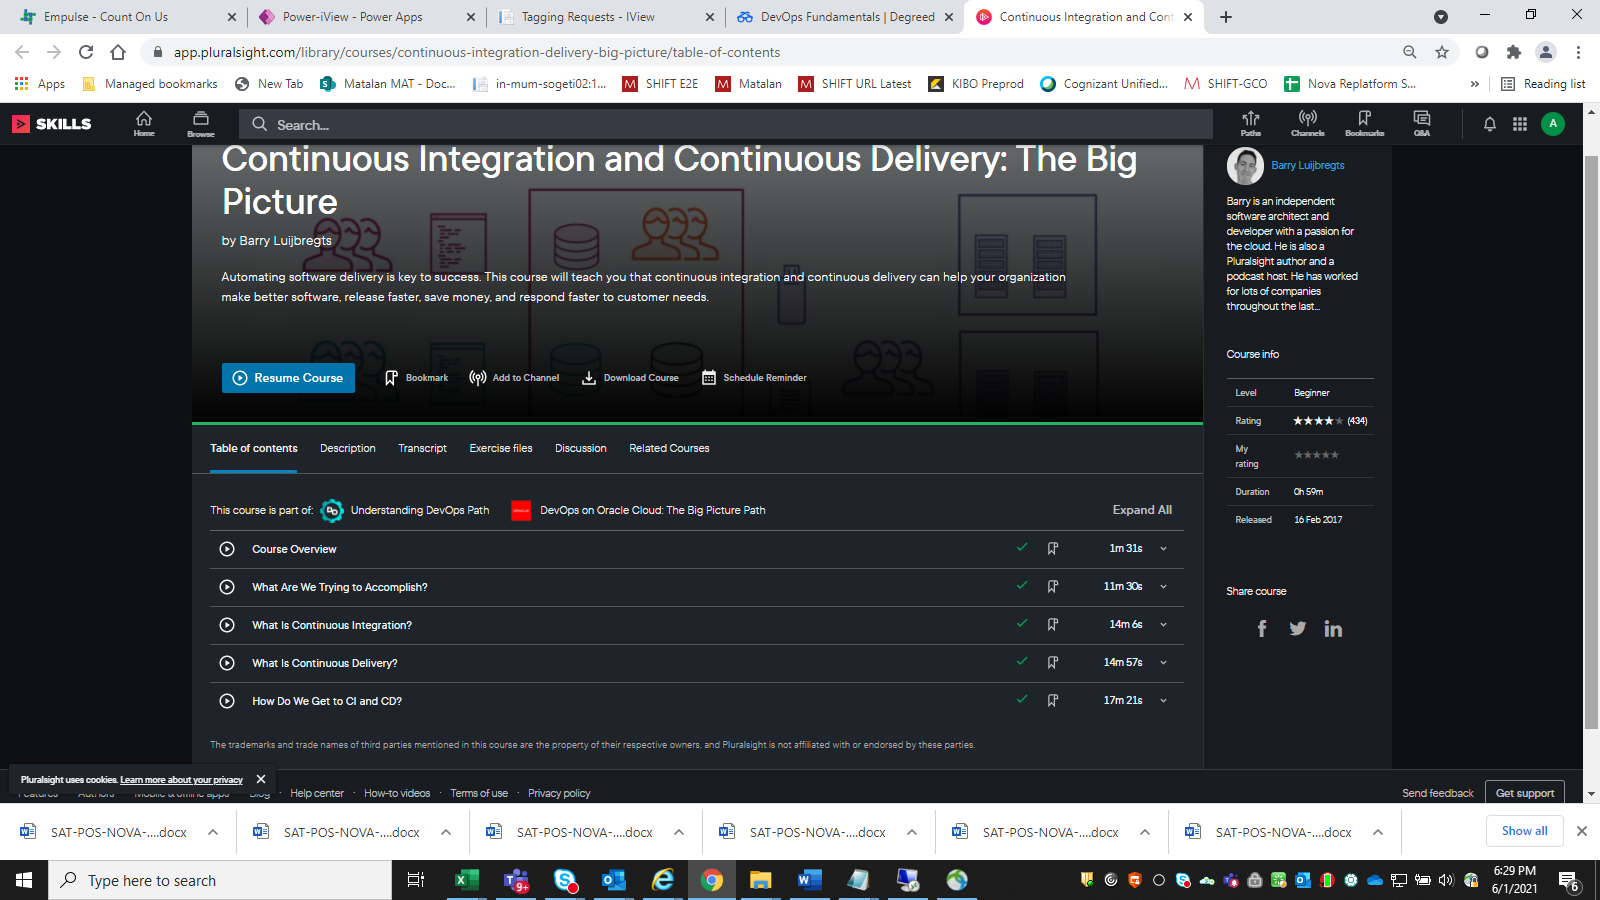 Empulse - Count On Us
Power-iView - Power Apps
Tagging Requests - IView
DevOps Fundamentals | Degreed
Continuous Integration and Cont
app.pluralsight.com/library/courses/continuous-integration-delivery-big-picture/table-of-contents
Apps
Managed bookmarks
New Tab
Matalan MAT - Doc...
in-mum-sogeti02:1...
SHIFT E2E
Matalan
SHIFT URL Latest
KIBO Preprod
Cognizant Unified...
SHIFT-GCO
Nova Replatform S...
»
Reading list
SKILLS
Home
Browse
Search...
Paths
Channels
Bookmarks
Q&A
A
Continuous Integration and Continuous Delivery: The Big
Picture
by Barry Luijbregts
Automating software delivery is key to success. This course will teach you that continuous integration and continuous delivery can help your organization
make better software, release faster, save money, and respond faster to customer needs.
Resume Course
Bookmark
Add to Channel
Download Course
Schedule Reminder
Barry Luijbregts
Barry is an independent
software architect and
developer with a passion for
the cloud. He is also a
Pluralsight author and a
podcast host. He has worked
for lots of companies
throughout the last...
Course info
Level Beginner
Rating ★★★★★ (434)
My
rating ★★★★★
Duration 0h 59m
Released 16 Feb 2017
Share course
Table of contents
Description
Transcript
Exercise files
Discussion
Related Courses
This course is part of: Understanding DevOps Path DevOps on Oracle Cloud: The Big Picture Path
Expand All
Course Overview 1m 31s
What Are We Trying to Accomplish? 11m 30s
What Is Continuous Integration? 14m 6s
What Is Continuous Delivery? 14m 57s
How Do We Get to CI and CD? 17m 21s
The trademarks and trade names of third parties mentioned in this course are the property of their respective owners, and Pluralsight is not affiliated with or endorsed by these parties.
Pluralsight uses cookies. Learn more about your privacy
Features · Authors · Mobile & offline apps · Blog · Help center · How-to videos · Terms of use · Privacy policy
Send feedback
Get support
SAT-POS-NOVA-....docx
SAT-POS-NOVA-....docx
SAT-POS-NOVA-....docx
SAT-POS-NOVA-....docx
SAT-POS-NOVA-....docx
SAT-POS-NOVA-....docx
Show all
Type here to search
9+
6:29 PM
6/1/2021
6